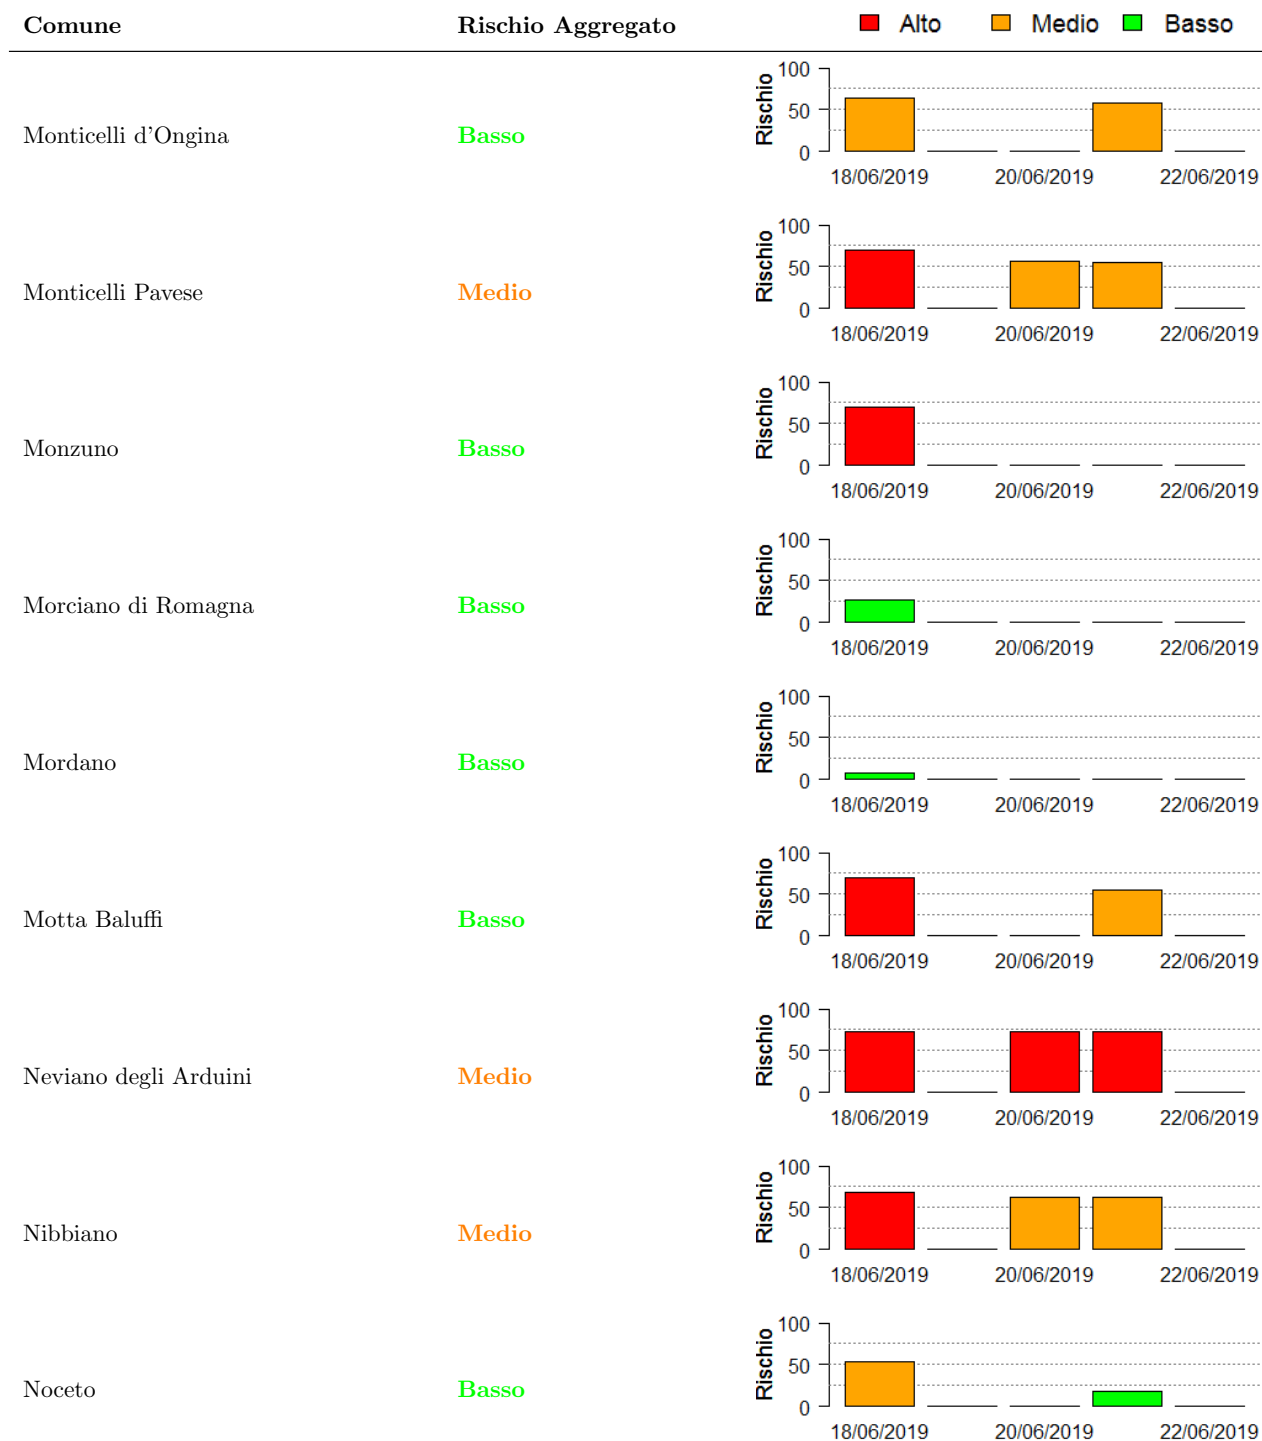 Comune Rischio Aggregato Alto Medio Basso
Monticelli d'Ongina Basso Rischio 100 50 0
18/06/2019 20/06/2019 22/06/2019
Monticelli Pavese Medio Rischio 100 50 0
18/06/2019 20/06/2019 22/06/2019
Monzuno Basso Rischio 100 50 0
18/06/2019 20/06/2019 22/06/2019
Morciano di Romagna Basso Rischio 100 50 0
18/06/2019 20/06/2019 22/06/2019
Mordano Basso Rischio 100 50 0
18/06/2019 20/06/2019 22/06/2019
Motta Baluffi Basso Rischio 100 50 0
18/06/2019 20/06/2019 22/06/2019
Neviano degli Arduini Medio Rischio 100 50 0
18/06/2019 20/06/2019 22/06/2019
Nibbiano Medio Rischio 100 50 0
18/06/2019 20/06/2019 22/06/2019
Noceto Basso Rischio 100 50 0
18/06/2019 20/06/2019 22/06/2019